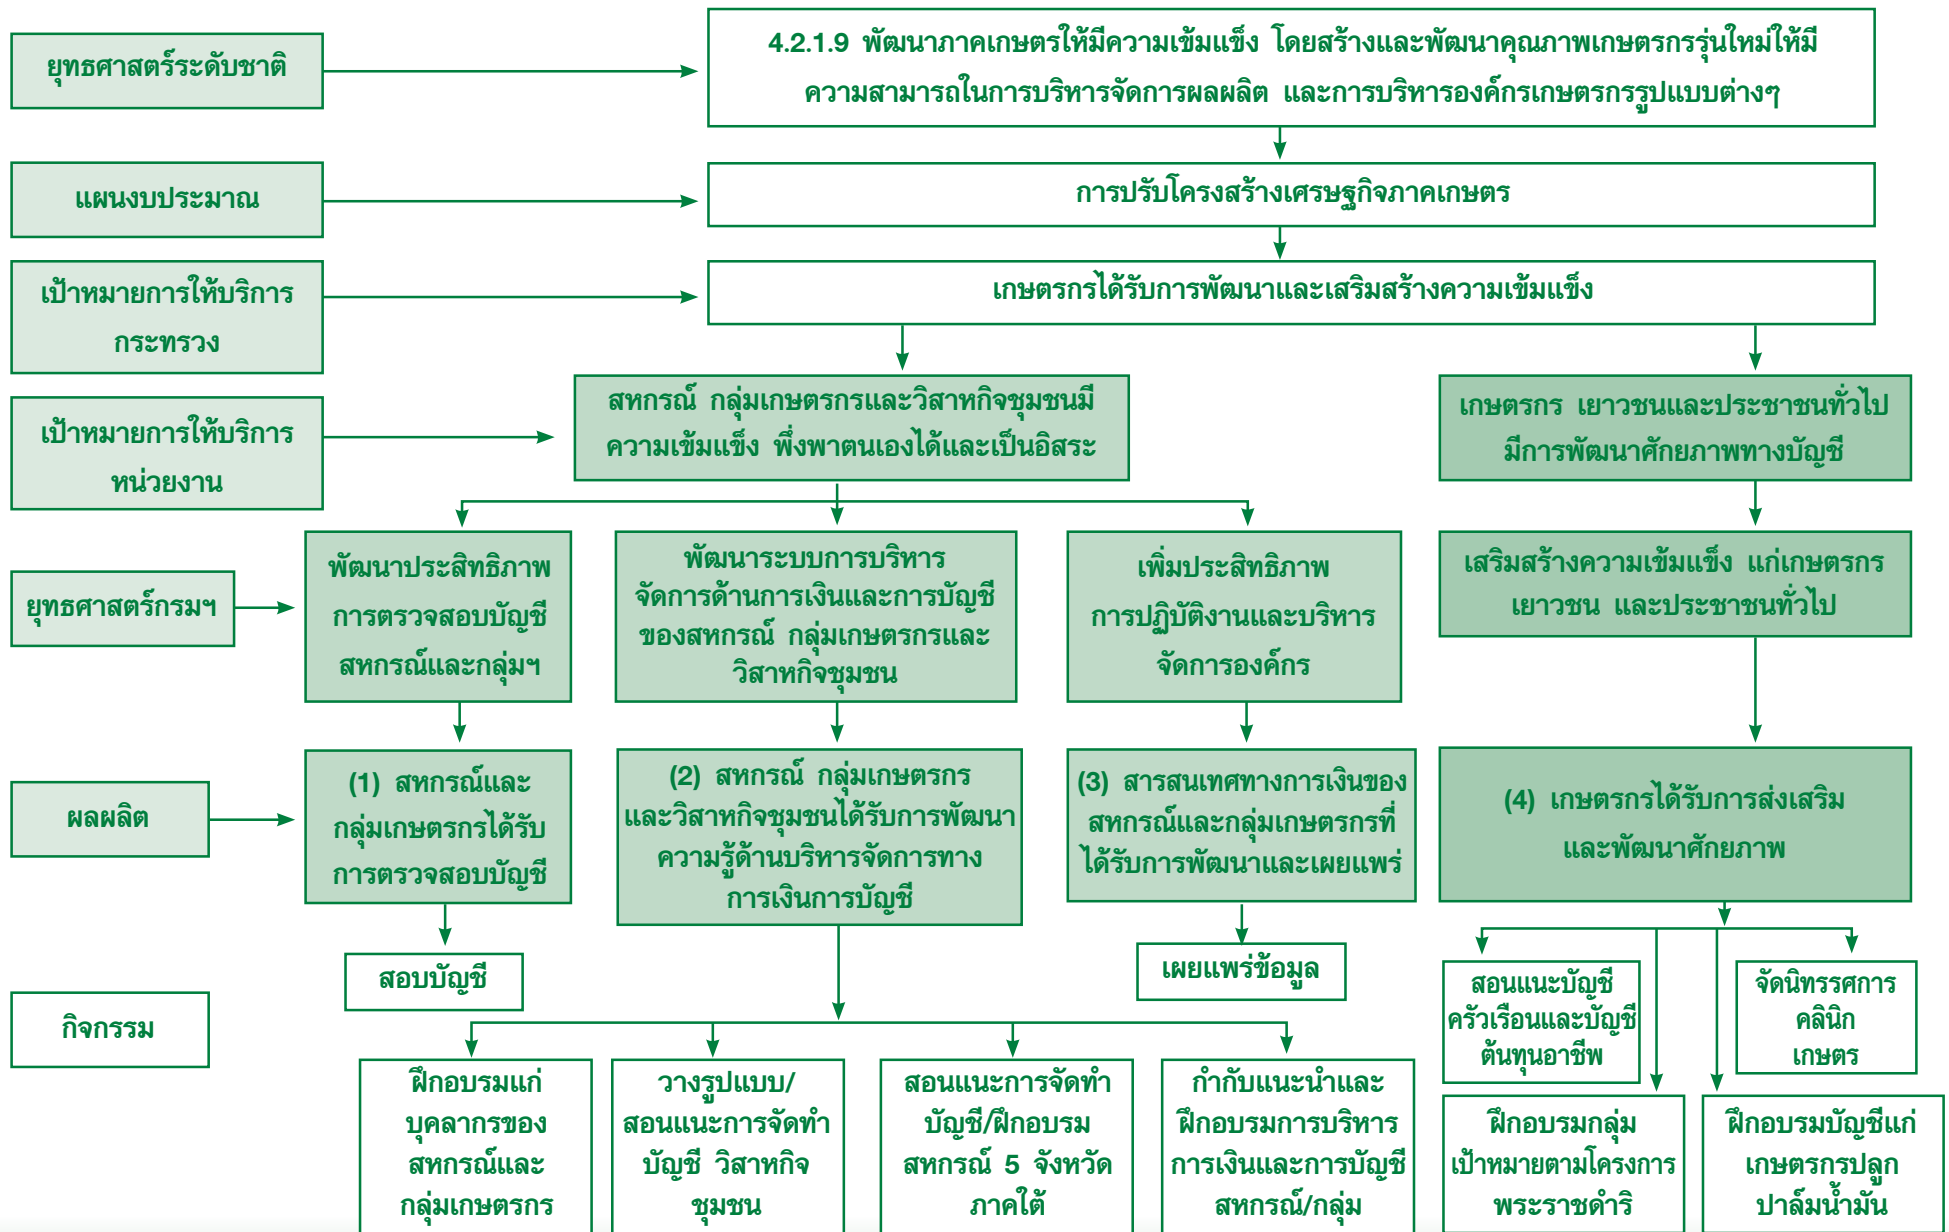 ยุทธศาสตร์ระดับชาติ
4.2.1.9 พัฒนาภาคเกษตรให้มีความเข้มแข็ง โดยสร้างและพัฒนาคุณภาพเกษตรกรรุ่นใหม่ให้มี
ความสามารถในการบริหารจัดการผลผลิต และการบริหารองค์กรเกษตรกรรูปแบบต่างๆ
แผนงบประมาณ
การปรับโครงสร้างเศรษฐกิจภาคเกษตร
เป้าหมายการให้บริการ
กระทรวง
เกษตรกรได้รับการพัฒนาและเสริมสร้างความเข้มแข็ง
เป้าหมายการให้บริการ
หน่วยงาน
สหกรณ์ กลุ่มเกษตรกรและวิสาหกิจชุมชนมี
ความเข้มแข็ง พึ่งพาตนเองได้และเป็นอิสระ
เกษตรกร เยาวชนและประชาชนทั่วไป
มีการพัฒนาศักยภาพทางบัญชี
ยุทธศาสตร์กรมฯ
พัฒนาประสิทธิภาพ
การตรวจสอบบัญชี
สหกรณ์และกลุ่มฯ
พัฒนาระบบการบริหาร
จัดการด้านการเงินและการบัญชี
ของสหกรณ์ กลุ่มเกษตรกรและ
วิสาหกิจชุมชน
เพิ่มประสิทธิภาพ
การปฏิบัติงานและบริหาร
จัดการองค์กร
เสริมสร้างความเข้มแข็ง แก่เกษตรกร
เยาวชน และประชาชนทั่วไป
ผลผลิต
(1) สหกรณ์และ
กลุ่มเกษตรกรได้รับ
การตรวจสอบบัญชี
(2) สหกรณ์ กลุ่มเกษตรกร
และวิสาหกิจชุมชนได้รับการพัฒนา
ความรู้ด้านบริหารจัดการทาง
การเงินการบัญชี
(3) สารสนเทศทางการเงินของ
สหกรณ์และกลุ่มเกษตรกรที่
ได้รับการพัฒนาและเผยแพร่
(4) เกษตรกรได้รับการส่งเสริม
และพัฒนาศักยภาพ
กิจกรรม
สอบบัญชี
เผยแพร่ข้อมูล
สอนแนะบัญชี
ครัวเรือนและบัญชี
ต้นทุนอาชีพ
จัดนิทรรศการ
คลินิก
เกษตร
ฝึกอบรมแก่
บุคลากรของ
สหกรณ์และ
กลุ่มเกษตรกร
วางรูปแบบ/
สอนแนะการจัดทำ
บัญชี วิสาหกิจ
ชุมชน
สอนแนะการจัดทำ
บัญชี/ฝึกอบรม
สหกรณ์ 5 จังหวัด
ภาคใต้
กำกับแนะนำและ
ฝึกอบรมการบริหาร
การเงินและการบัญชี
สหกรณ์/กลุ่ม
ฝึกอบรมกลุ่ม
เป้าหมายตามโครงการ
พระราชดำริ
ฝึกอบรมบัญชีแก่
เกษตรกรปลูก
ปาล์มน้ำมัน